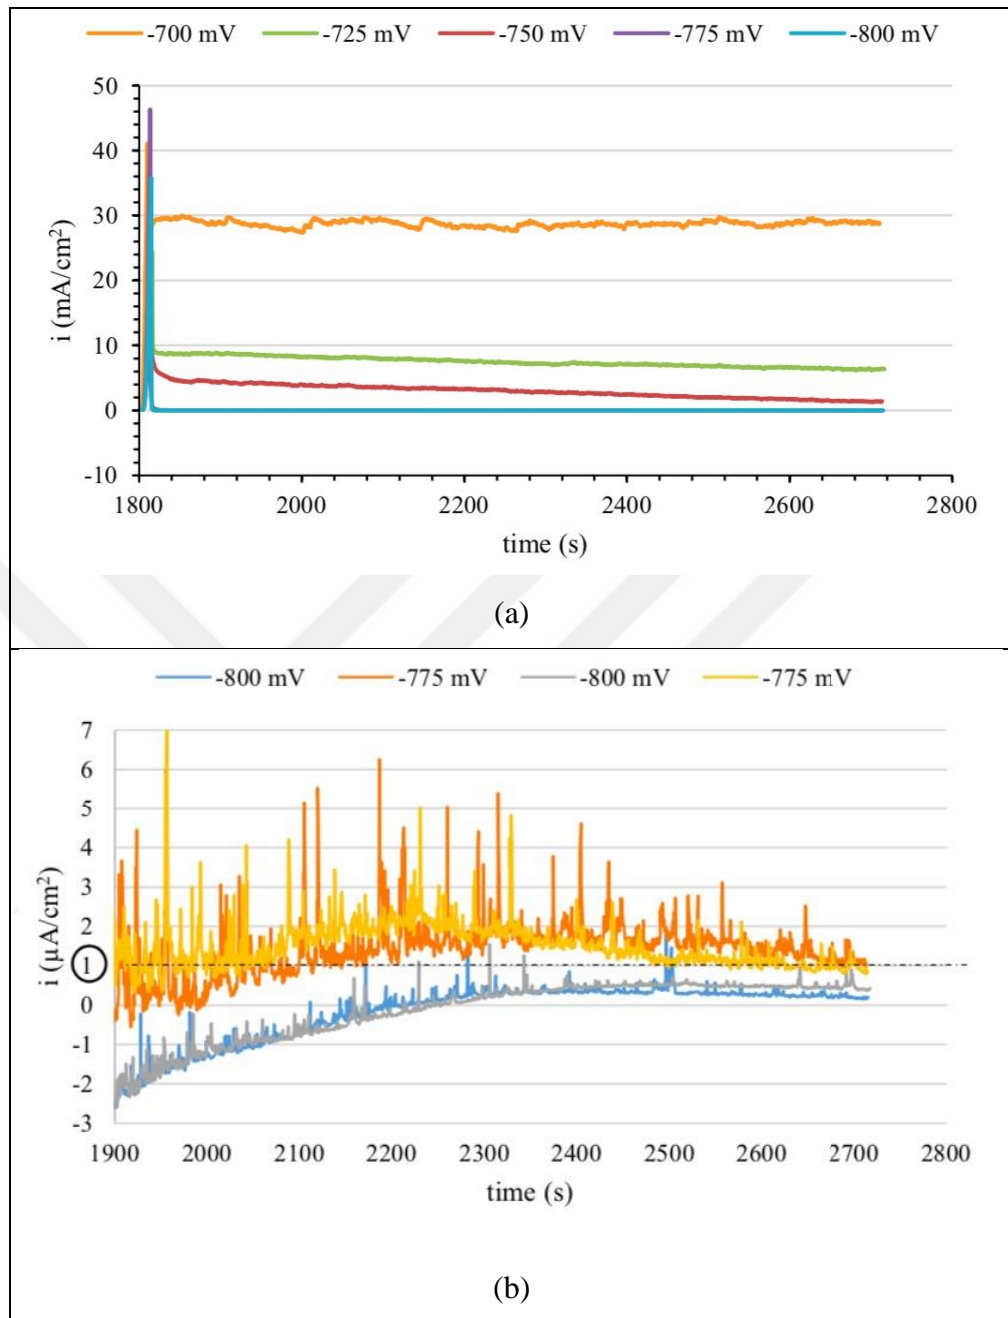 -700 mV -725 mV -750 mV -775 mV -800 mV
50
40
30
20
10
0
-10
i (mA/cm²)
1800 2000 2200 2400 2600 2800
time (s)
(a)
-800 mV -775 mV -800 mV -775 mV
7
6
5
4
3
2
1
0
-1
-2
-3
i (µA/cm²)
1900 2000 2100 2200 2300 2400 2500 2600 2700 2800
time (s)
(b)